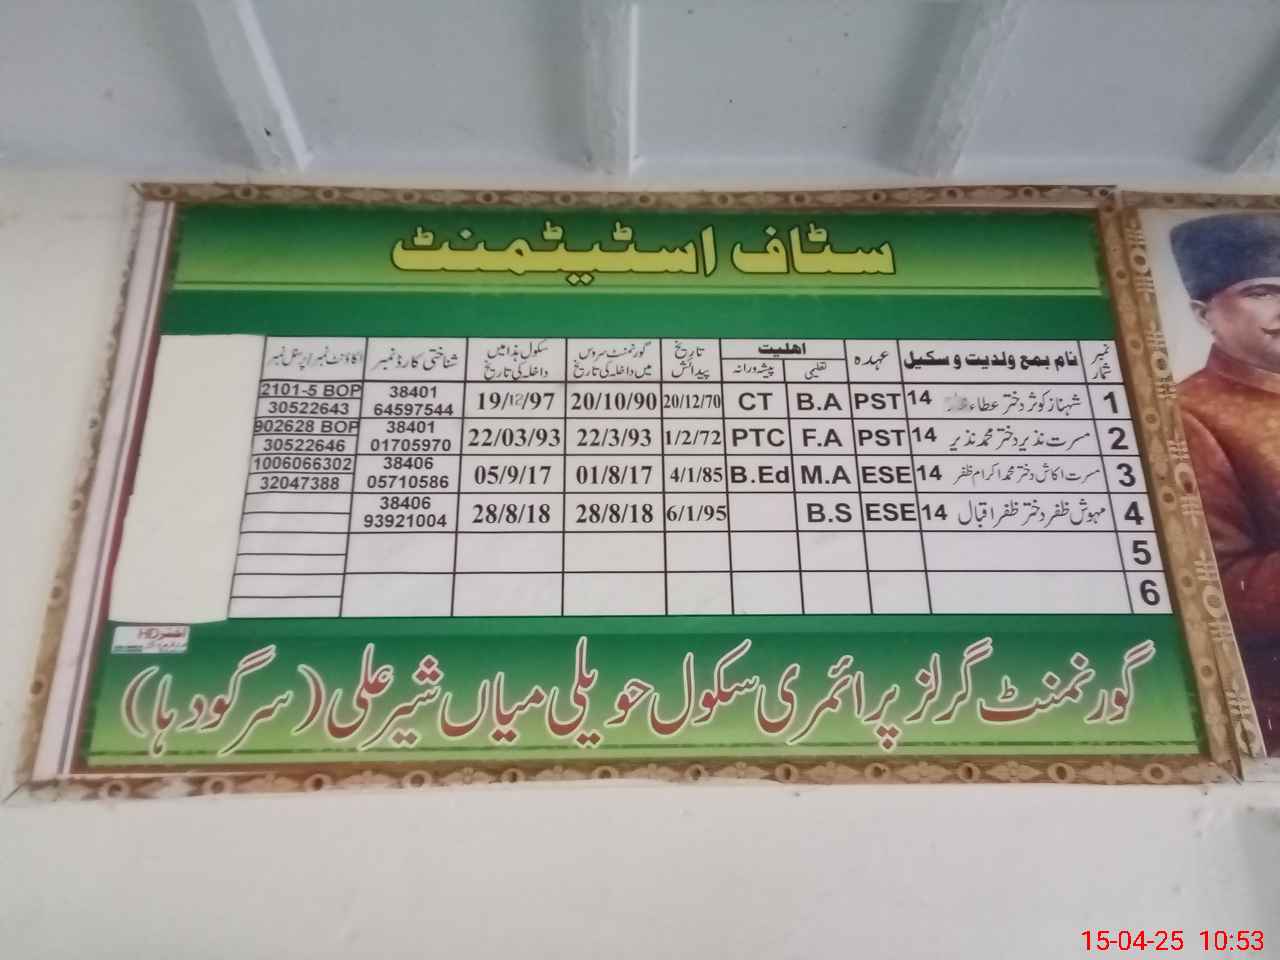 سٹاف اسٹیٹمنٹ
نمبر شمار | نام بمع ولدیت و سکیل | عہدہ | اہلیت | تعلیمی | پیشہ ورانہ | تاریخ پیدائش | گورنمنٹ سروس میں داخلہ کی تاریخ | سکول ہذا میں داخلہ کی تاریخ | شناختی کارڈ نمبر | اکاؤنٹ نمبر/پرسنل نمبر
1 | شہناز کوثر دختر عطاء 14 | PST | B.A | CT | 20/12/70 | 20/10/90 | 19/12/97 | 38401 64597544 | 2101-5 BOP 30522643
2 | مسرت نذیر دختر محمد نذیر 14 | PST | F.A | PTC | 1/2/72 | 22/3/93 | 22/03/93 | 38401 01705970 | 902628 BOP 30522646
3 | مسرت اکاش دختر محمد اکرام ظفر 14 | ESE | M.A | B.Ed | 4/1/85 | 01/8/17 | 05/9/17 | 38406 05710586 | 1006066302 32047388
4 | مہوش ظفر دختر ظفر اقبال 14 | ESE | B.S | 6/1/95 | 28/8/18 | 28/8/18 | 38406 93921004
5
6
HD
گورنمنٹ گرلز پرائمری سکول حویلی میاں شیر علی (سرگودہا)
15-04-25 10:53